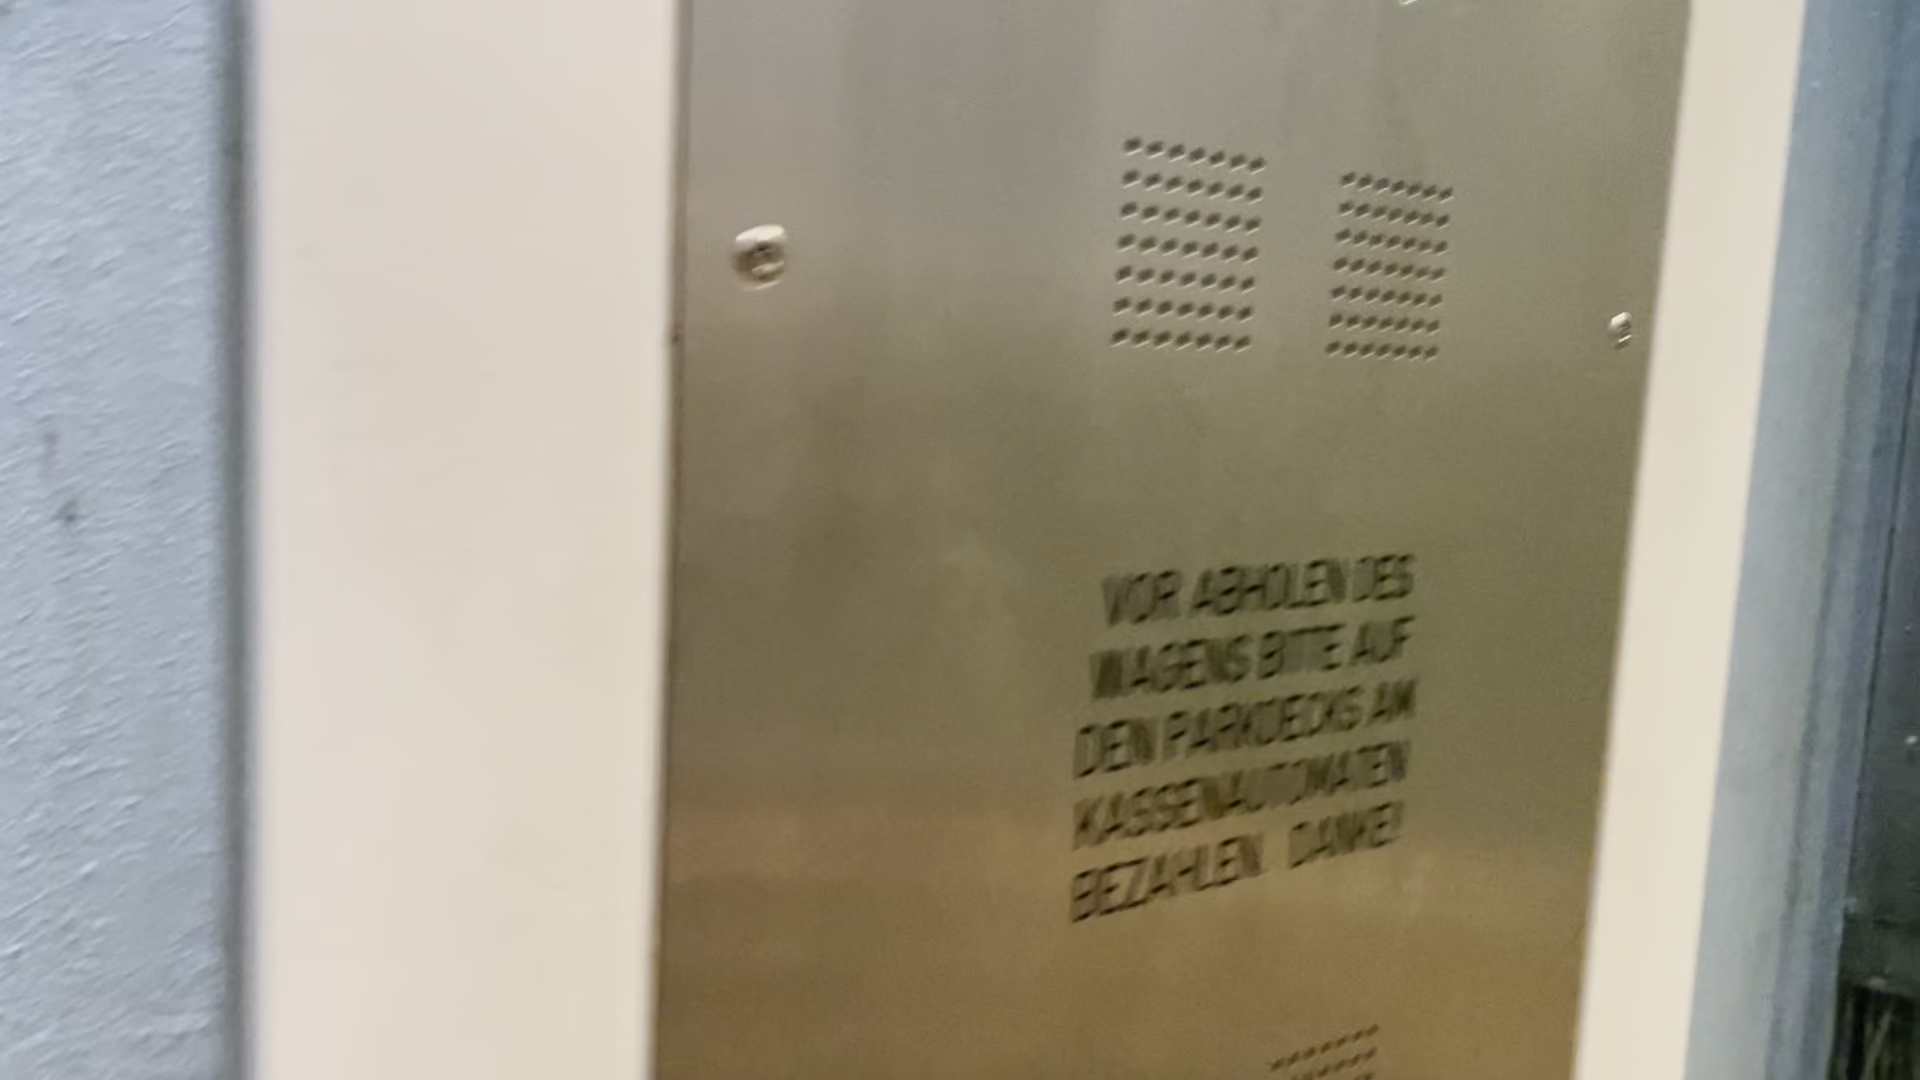 VOR ABHOLEN DES
WAGENS BITTE AUF
DEN PARKDECKS AM
KASSENAUTOMATEN
BEZAHLEN. DANKE!